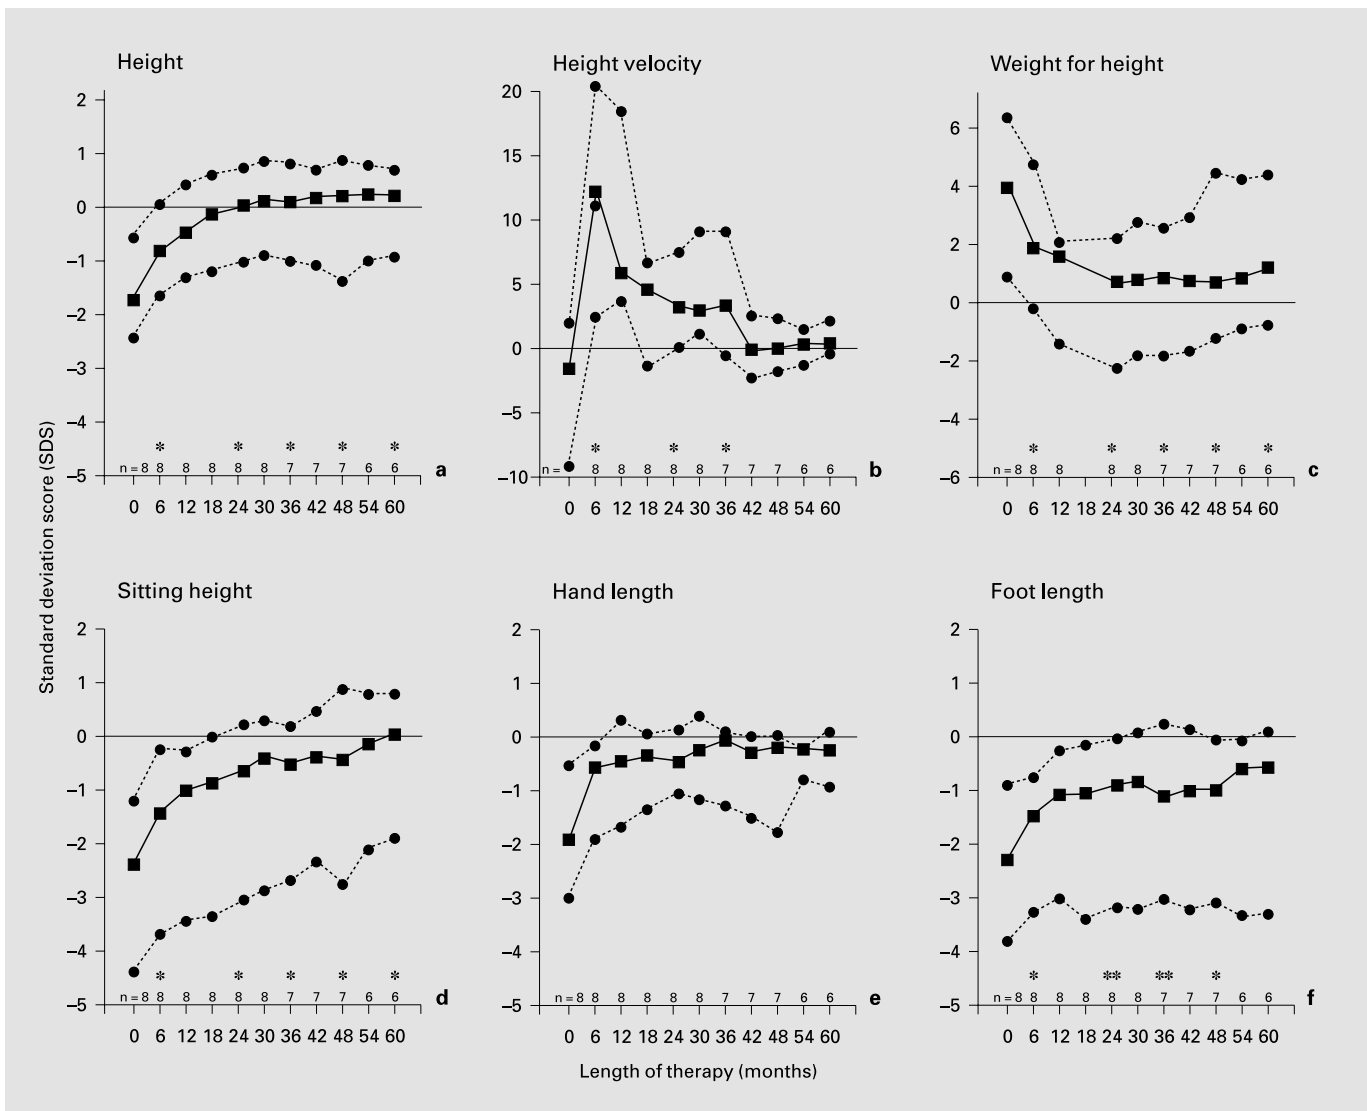 Height
2
1
0
–1
–2
–3
–4
–5
* * * * *
n = 8 8 8 8 8 8 7 7 7 6 6
a
0 6 12 18 24 30 36 42 48 54 60
Height velocity
20
15
10
5
0
–5
–10
* * *
n = 8 8 8 8 8 7 7 7 6 6
b
0 6 12 18 24 30 36 42 48 54 60
Weight for height
6
4
2
0
–2
–4
–6
* * * * *
n = 8 8 8 8 8 7 7 7 6 6
c
0 6 12 18 24 30 36 42 48 54 60
Standard deviation score (SDS)
Sitting height
2
1
0
–1
–2
–3
–4
–5
* * * * *
n = 8 8 8 8 8 8 7 7 7 6 6
d
0 6 12 18 24 30 36 42 48 54 60
Hand length
2
1
0
–1
–2
–3
–4
–5
n = 8 8 8 8 8 8 7 7 7 6 6
e
0 6 12 18 24 30 36 42 48 54 60
Foot length
2
1
0
–1
–2
–3
–4
–5
* ** ** *
n = 8 8 8 8 8 8 7 7 7 6 6
f
0 6 12 18 24 30 36 42 48 54 60
Length of therapy (months)